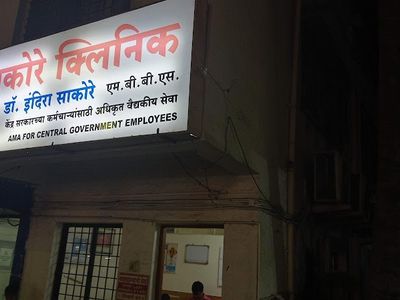 साकोरे क्लिनिक
डॉ. इंदिरा साकोरे एम.बी.बी.एस.
केंद्र सरकारच्या कर्मचाऱ्यांसाठी अधिकृत वैद्यकीय सेवा
AMA FOR CENTRAL GOVERNMENT EMPLOYEES